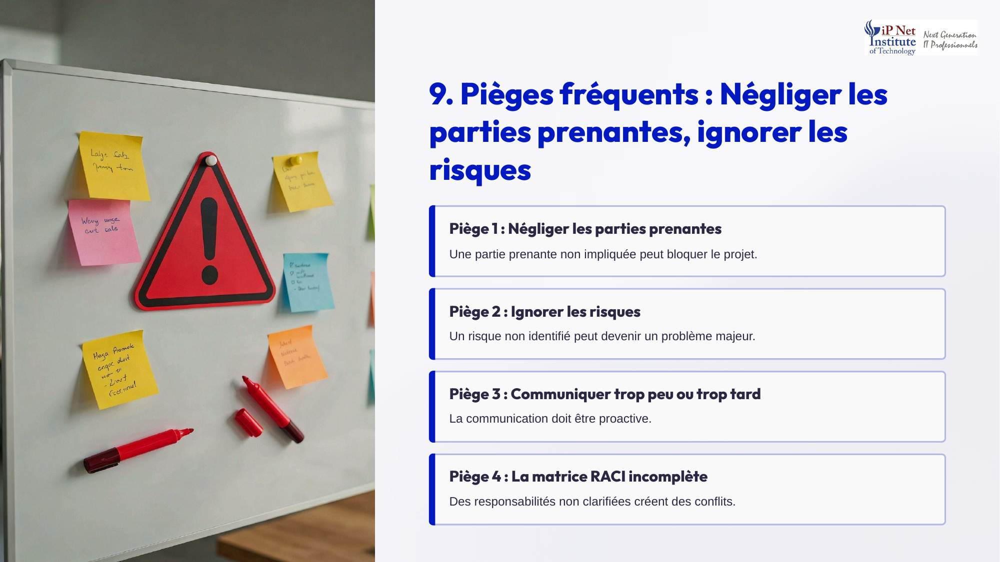 iP Net
Institute
of Technology
Next Generation
IT Professionnels
9. Pièges fréquents : Négliger les
parties prenantes, ignorer les
risques
Piège 1 : Négliger les parties prenantes
Une partie prenante non impliquée peut bloquer le projet.
Piège 2 : Ignorer les risques
Un risque non identifié peut devenir un problème majeur.
Piège 3 : Communiquer trop peu ou trop tard
La communication doit être proactive.
Piège 4 : La matrice RACI incomplète
Des responsabilités non clarifiées créent des conflits.